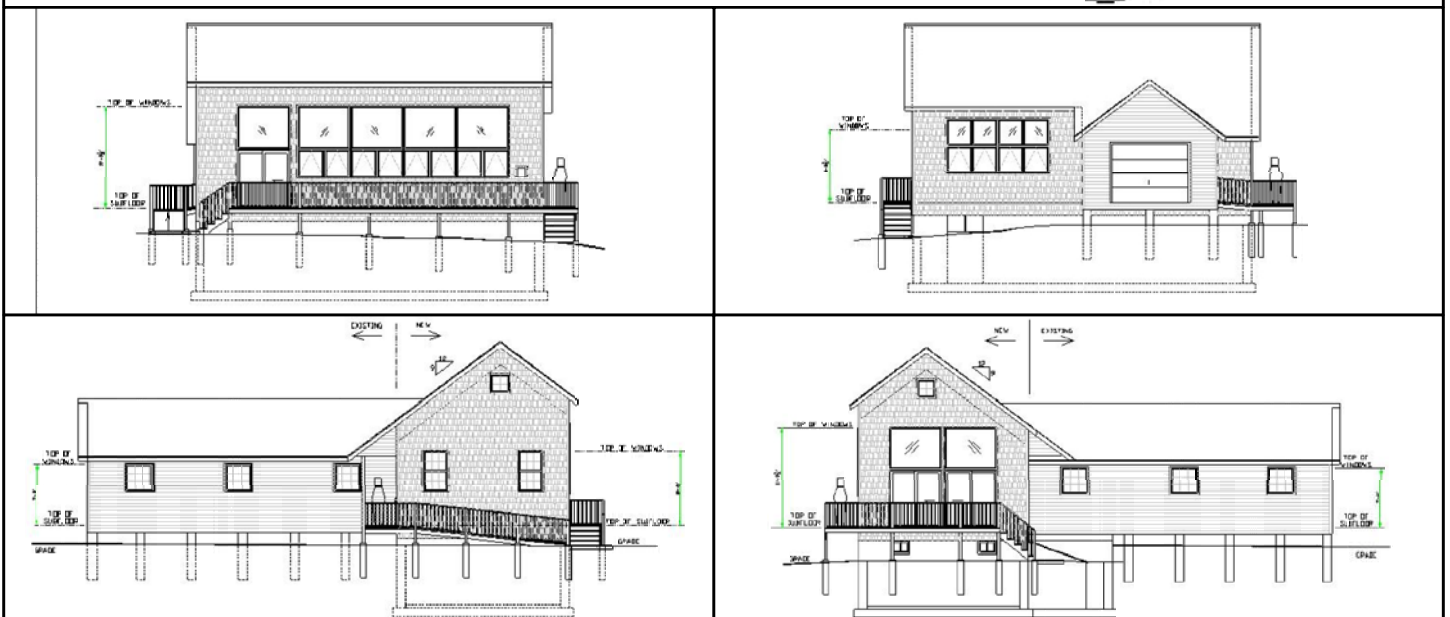 TOP OF WINDOWS
TOP OF
SUBFLOOR
TOP OF
WINDOWS
TOP OF
SUBFLOOR
EXISTING
NEW
12
TOP OF
WINDOWS
TOP OF
SUBFLOOR
GRADE
TOP OF WINDOWS
TOP OF SUBFLOOR
GRADE
NEW
EXISTING
12
TOP OF WINDOWS
TOP OF
SUBFLOOR
GRADE
TOP OF
WINDOWS
TOP OF
SUBFLOOR
GRADE